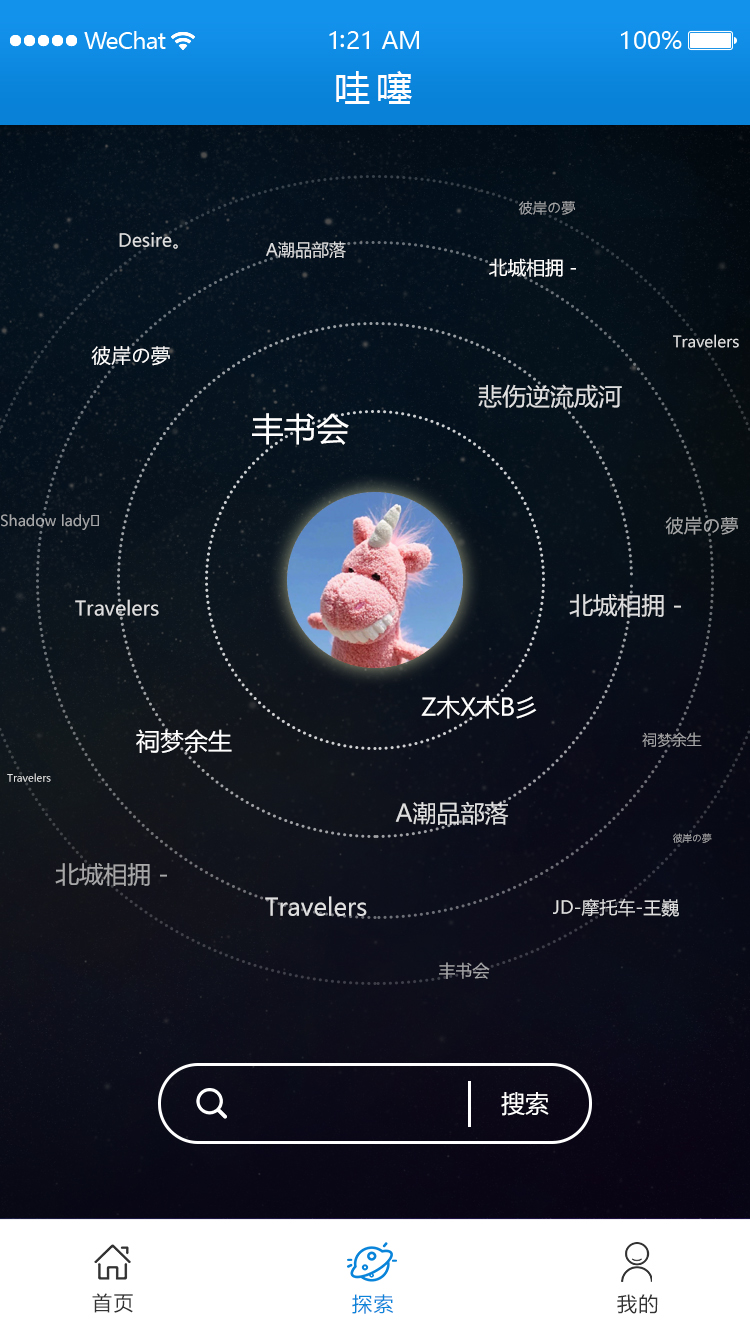 WeChat 1:21 AM 100%
哇噻
彼岸の夢
Desire。
A潮品部落
北城相拥 -
Travelers
彼岸の夢
悲伤逆流成河
丰书会
Shadow lady
彼岸の夢
Travelers
北城相拥 -
Z木X木B彡
祠梦余生
祠梦余生
Travelers
A潮品部落
彼岸の夢
北城相拥 -
Travelers
JD-摩托车-王巍
丰书会
搜索
首页
探索
我的